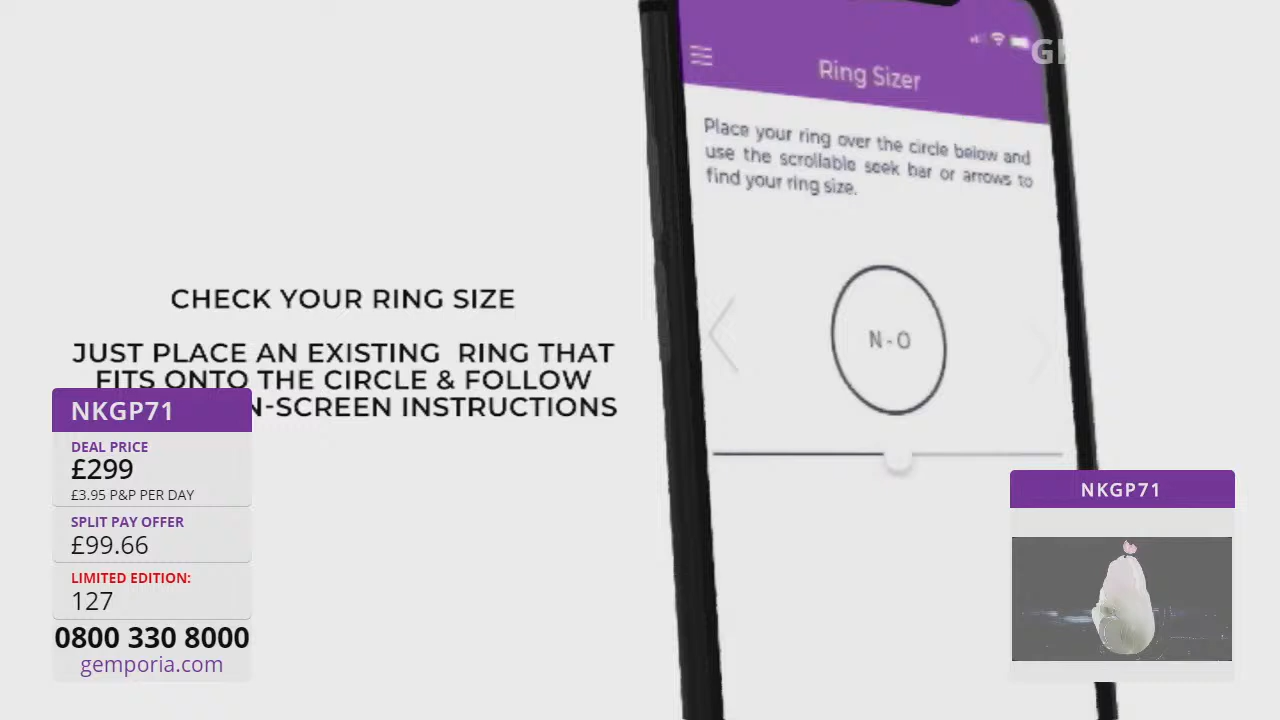 Ring Sizer
Place your ring over the circle below and
use the scrollable seek bar or arrows to
find your ring size.
N-O
CHECK YOUR RING SIZE
JUST PLACE AN EXISTING RING THAT
FITS ONTO THE CIRCLE & FOLLOW
N-SCREEN INSTRUCTIONS
NKGP71
DEAL PRICE
£299
£3.95 P&P PER DAY
SPLIT PAY OFFER
£99.66
LIMITED EDITION:
127
0800 330 8000
gemporia.com
NKGP71